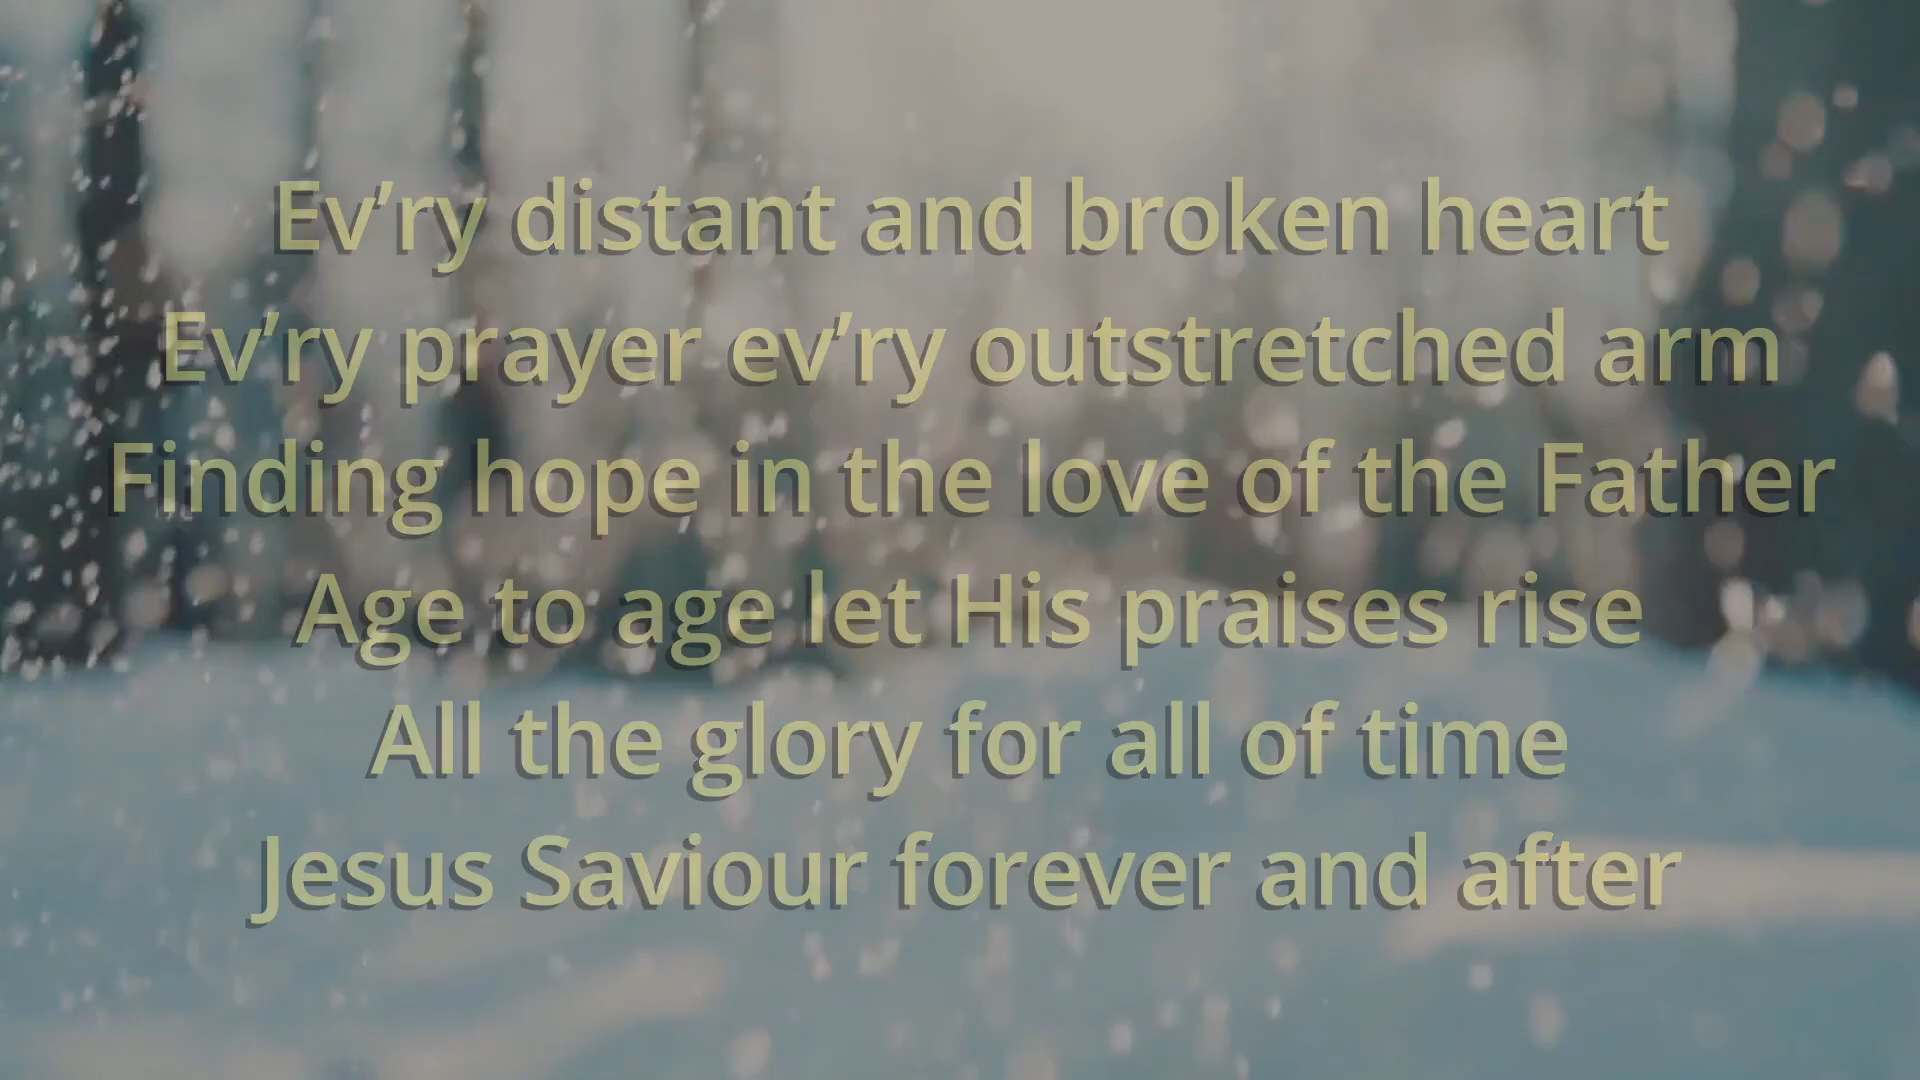 Ev’ry distant and broken heart
Ev’ry prayer ev’ry outstretched arm
Finding hope in the love of the Father
Age to age let His praises rise
All the glory for all of time
Jesus Saviour forever and after